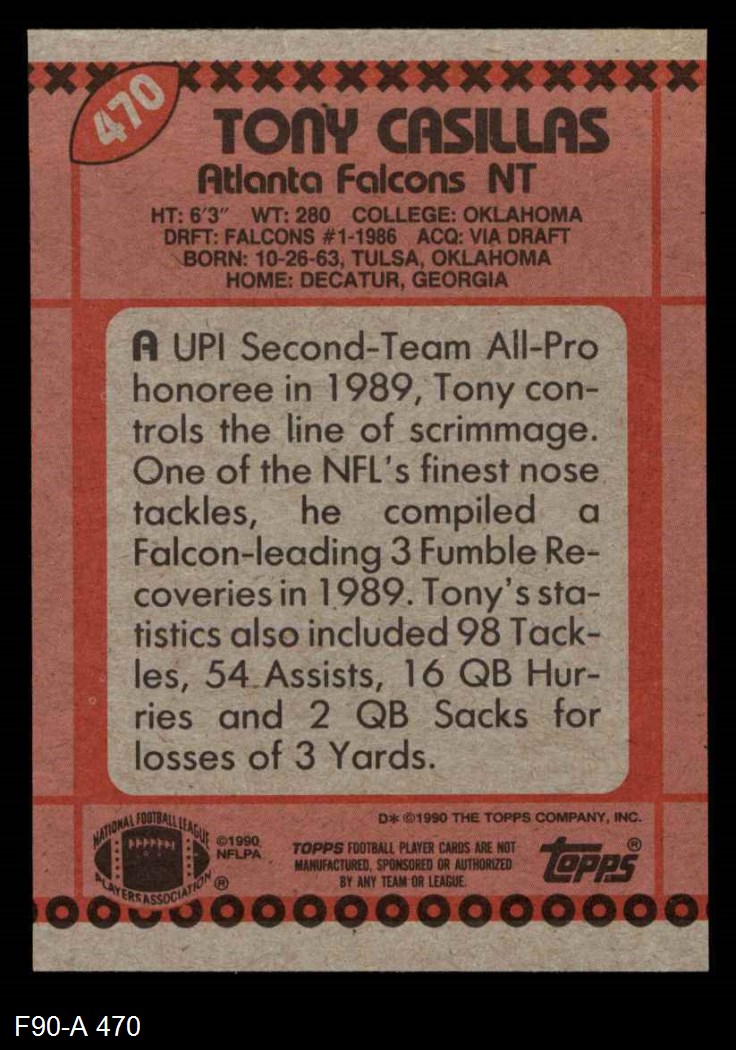 470
TONY CASILLAS
Atlanta Falcons NT
HT: 6'3" WT: 280 COLLEGE: OKLAHOMA
DRFT: FALCONS #1-1986 ACQ: VIA DRAFT
BORN: 10-26-63, TULSA, OKLAHOMA
HOME: DECATUR, GEORGIA
A UPI Second-Team All-Pro
honoree in 1989, Tony con-
trols the line of scrimmage.
One of the NFL's finest nose
tackles, he compiled a
Falcon-leading 3 Fumble Re-
coveries in 1989. Tony's sta-
tistics also included 98 Tack-
les, 54 Assists, 16 QB Hur-
ries and 2 QB Sacks for
losses of 3 Yards.
D* ©1990 THE TOPPS COMPANY, INC.
NATIONAL FOOTBALL LEAGUE
PLAYERS ASSOCIATION ®
©1990
NFLPA
TOPPS FOOTBALL PLAYER CARDS ARE NOT
MANUFACTURED, SPONSORED OR AUTHORIZED
BY ANY TEAM OR LEAGUE.
topps ®
F90-A 470